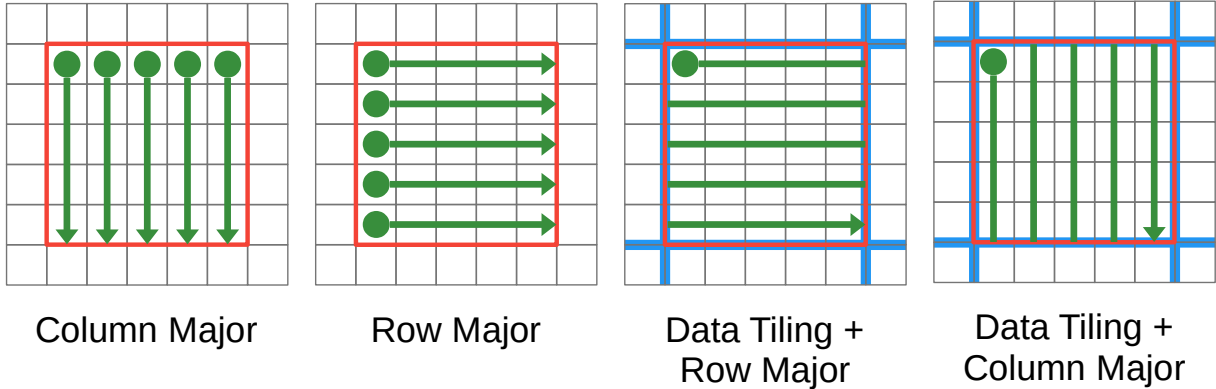 Column Major
Row Major
Data Tiling +
Row Major
Data Tiling +
Column Major